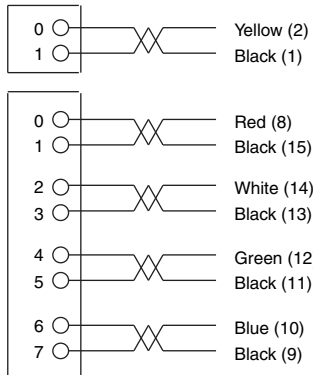 0 Yellow (2)
1 Black (1)
0 Red (8)
1 Black (15)
2 White (14)
3 Black (13)
4 Green (12
5 Black (11)
6 Blue (10)
7 Black (9)